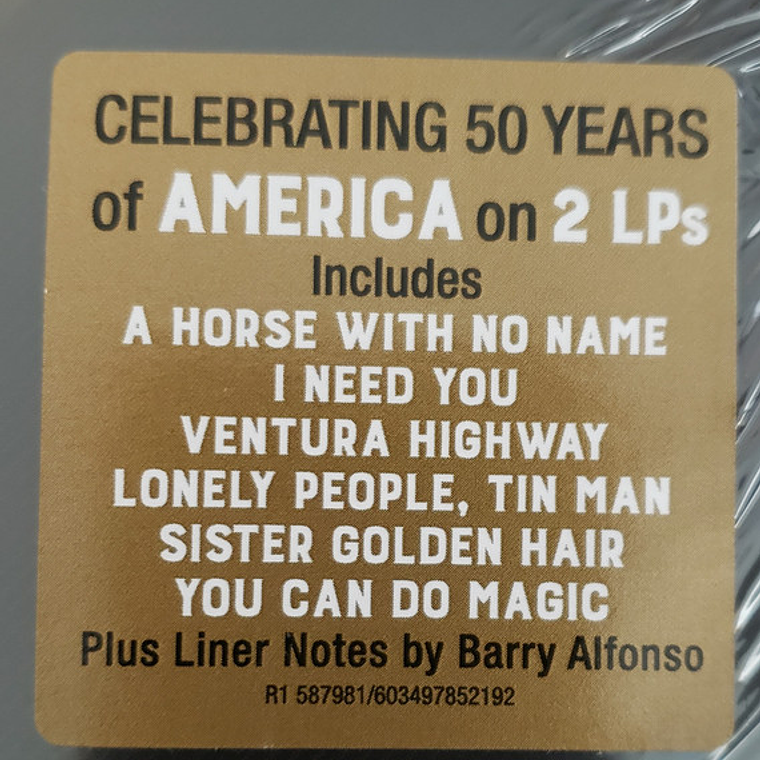 CELEBRATING 50 YEARS
of AMERICA on 2 LPs
Includes
A HORSE WITH NO NAME
I NEED YOU
VENTURA HIGHWAY
LONELY PEOPLE, TIN MAN
SISTER GOLDEN HAIR
YOU CAN DO MAGIC
Plus Liner Notes by Barry Alfonso
R1 587981/603497852192